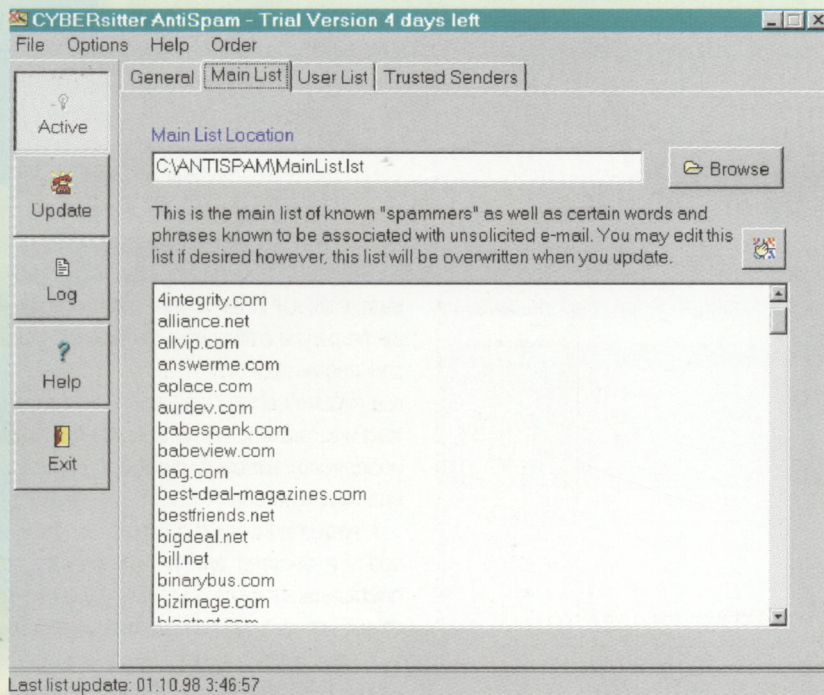 CYBERsitter AntiSpam - Trial Version 4 days left
File Options Help Order
General Main List User List Trusted Senders
Active
Update
Log
Help
Exit
Main List Location
C:\ANTISPAM\MainList.lst
Browse
This is the main list of known "spammers" as well as certain words and
phrases known to be associated with unsolicited e-mail. You may edit this
list if desired however, this list will be overwritten when you update.
4integrity.com
alliance.net
allvip.com
answerme.com
aplace.com
aurdev.com
babespank.com
babeview.com
bag.com
best-deal-magazines.com
bestfriends.net
bigdeal.net
bill.net
binarybus.com
bizimage.com
Last list update: 01.10.98 3:46:57